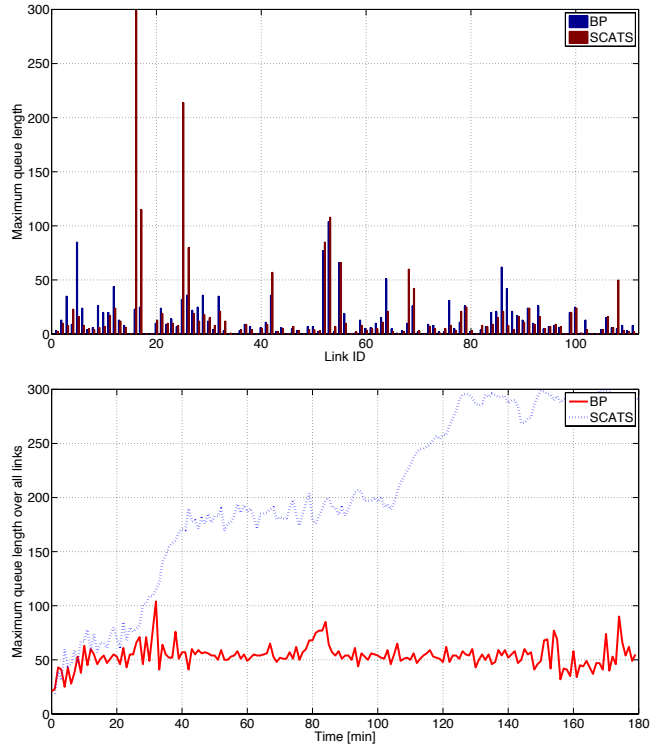 300
250
200
150
100
50
0
Maximum queue length
BP
SCATS
0 20 40 60 80 100
Link ID
300
250
200
150
100
50
0
Maximum queue length over all links
BP
SCATS
0 20 40 60 80 100 120 140 160 180
Time [min]